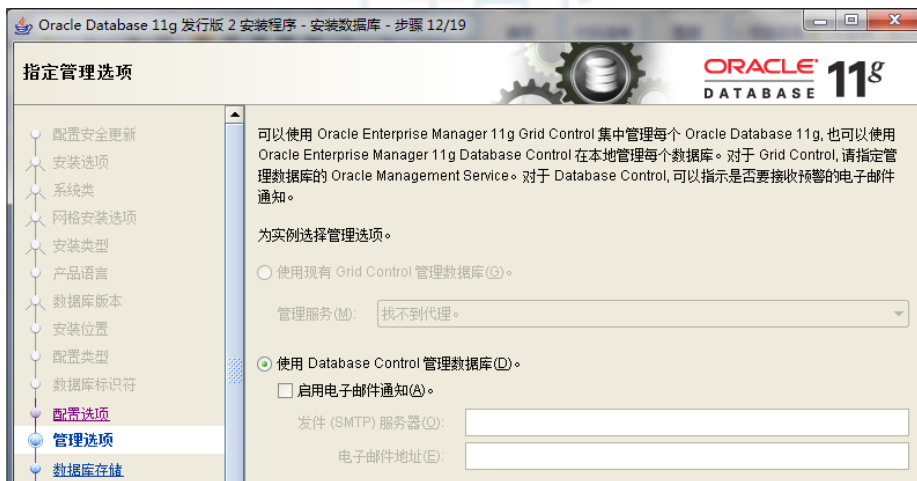 Oracle Database 11g 发行版 2 安装程序 - 安装数据库 - 步骤 12/19
指定管理选项
ORACLE
DATABASE 11g
配置安全更新
安装选项
系统类
网格安装选项
安装类型
产品语言
数据库版本
安装位置
配置类型
数据库标识符
配置选项
管理选项
数据库存储
可以使用 Oracle Enterprise Manager 11g Grid Control 集中管理每个 Oracle Database 11g, 也可以使用
Oracle Enterprise Manager 11g Database Control 在本地管理每个数据库。对于 Grid Control, 请指定管
理数据库的 Oracle Management Service。对于 Database Control, 可以指示是否要接收预警的电子邮件
通知。
为实例选择管理选项。
使用现有 Grid Control 管理数据库(G)。
管理服务(M): 找不到代理。
使用 Database Control 管理数据库(D)。
启用电子邮件通知(A)。
发件 (SMTP) 服务器(O):
电子邮件地址(E):